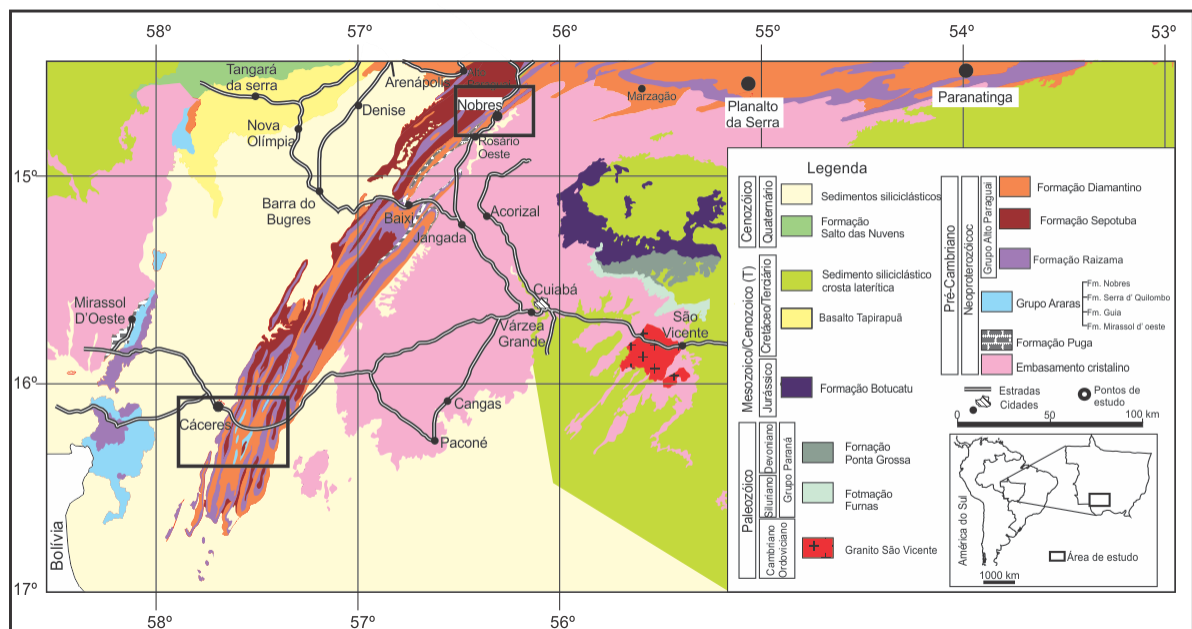 58º 57º 56º 55º 54º 53º
Tangará
da serra
Arenápolis
Nova
Olímpia
Denise
Nobres
Rosário
Oeste
Marzagão
Planalto
da Serra
Paranatinga
15º
Barra do
Bugres
Baixi
Jangada
Acorizal
Mirassol
D'Oeste
Cuiabá
Várzea
Grande
São
Vicente
16º
Cáceres
Cangas
Paconé
Bolívia
17º
58º 57º 56º
Legenda
Cenozóico
Quaternário
Sedimentos siliciclásticos
Formação
Salto das Nuvens
Mesozoico/Cenozoico (T)
Cretáceo/Terciário
Sedimento siliciclástico
crosta laterítica
Basalto Tapirapuã
Jurássico
Formação Botucatu
Paleozóico
Siluriano
Devoniano
Grupo Paraná
Fornação
Ponta Grossa
Fotmação
Furnas
Cambriano
Ordoviciano
Granito São Vicente
Pré-Cambriano
Neoproterozóicoc
Grupo Alto Paraguai
Formação Diamantino
Formação Sepotuba
Formação Raizama
Grupo Araras
Fm. Nobres
Fm. Serra d' Quilombo
Fm. Guia
Fm. Mirassol d' oeste
Formação Puga
Embasamento cristalino
Estradas
Cidades
Pontos de
estudo
0 50 100 km
América do Sul
Área de estudo
1000 km